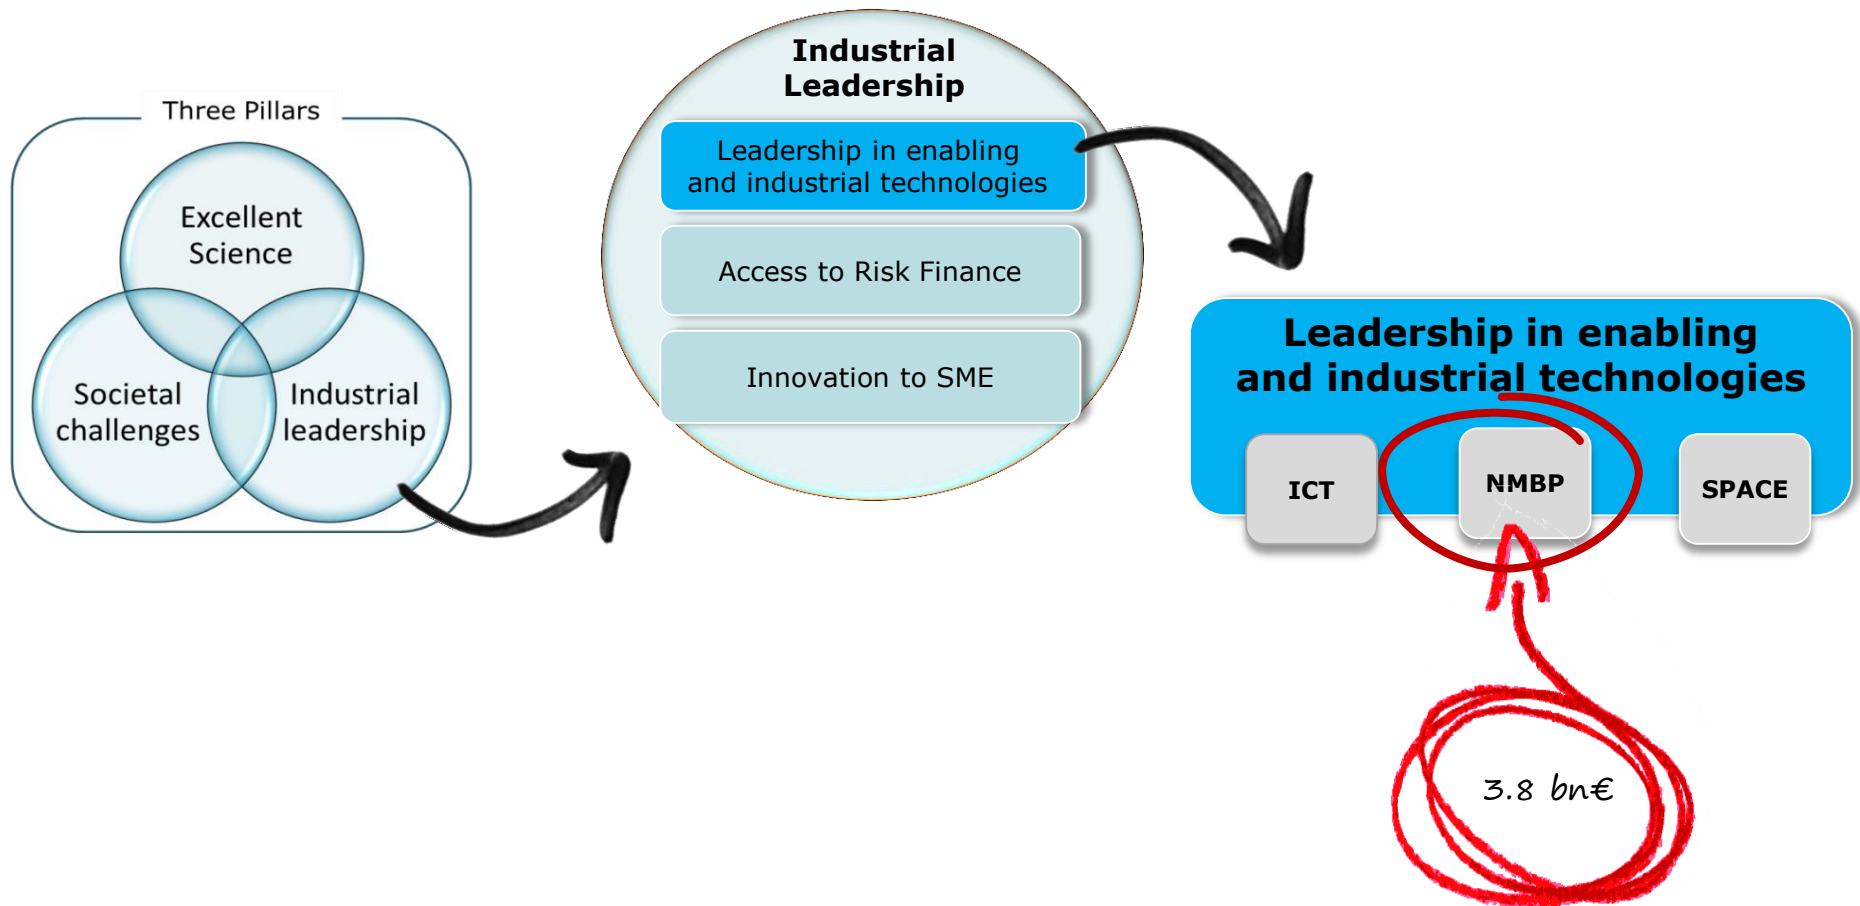 Three Pillars
Excellent
Science
Societal
challenges
Industrial
leadership
Industrial
Leadership
Leadership in enabling
and industrial technologies
Access to Risk Finance
Innovation to SME
Leadership in enabling
and industrial technologies
ICT
NMBP
SPACE
3.8 bn€